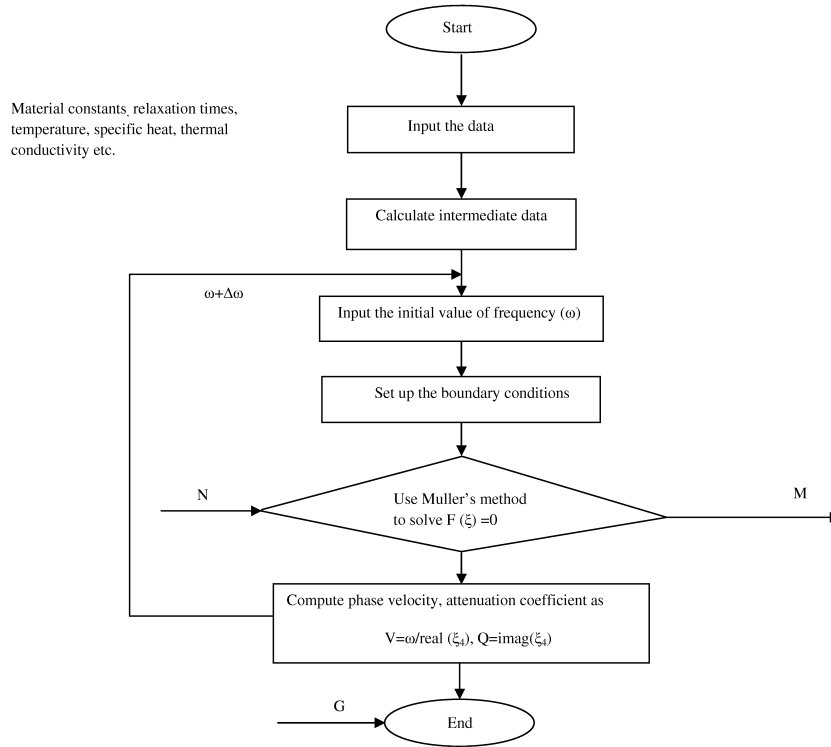 Start
Material constants, relaxation times,
temperature, specific heat, thermal
conductivity etc.
Input the data
Calculate intermediate data
ω+Δω
Input the initial value of frequency (ω)
Set up the boundary conditions
N
Use Muller's method
to solve F (ξ) =0
M
Compute phase velocity, attenuation coefficient as
V=ω/real (ξ₄), Q=imag(ξ₄)
G
End